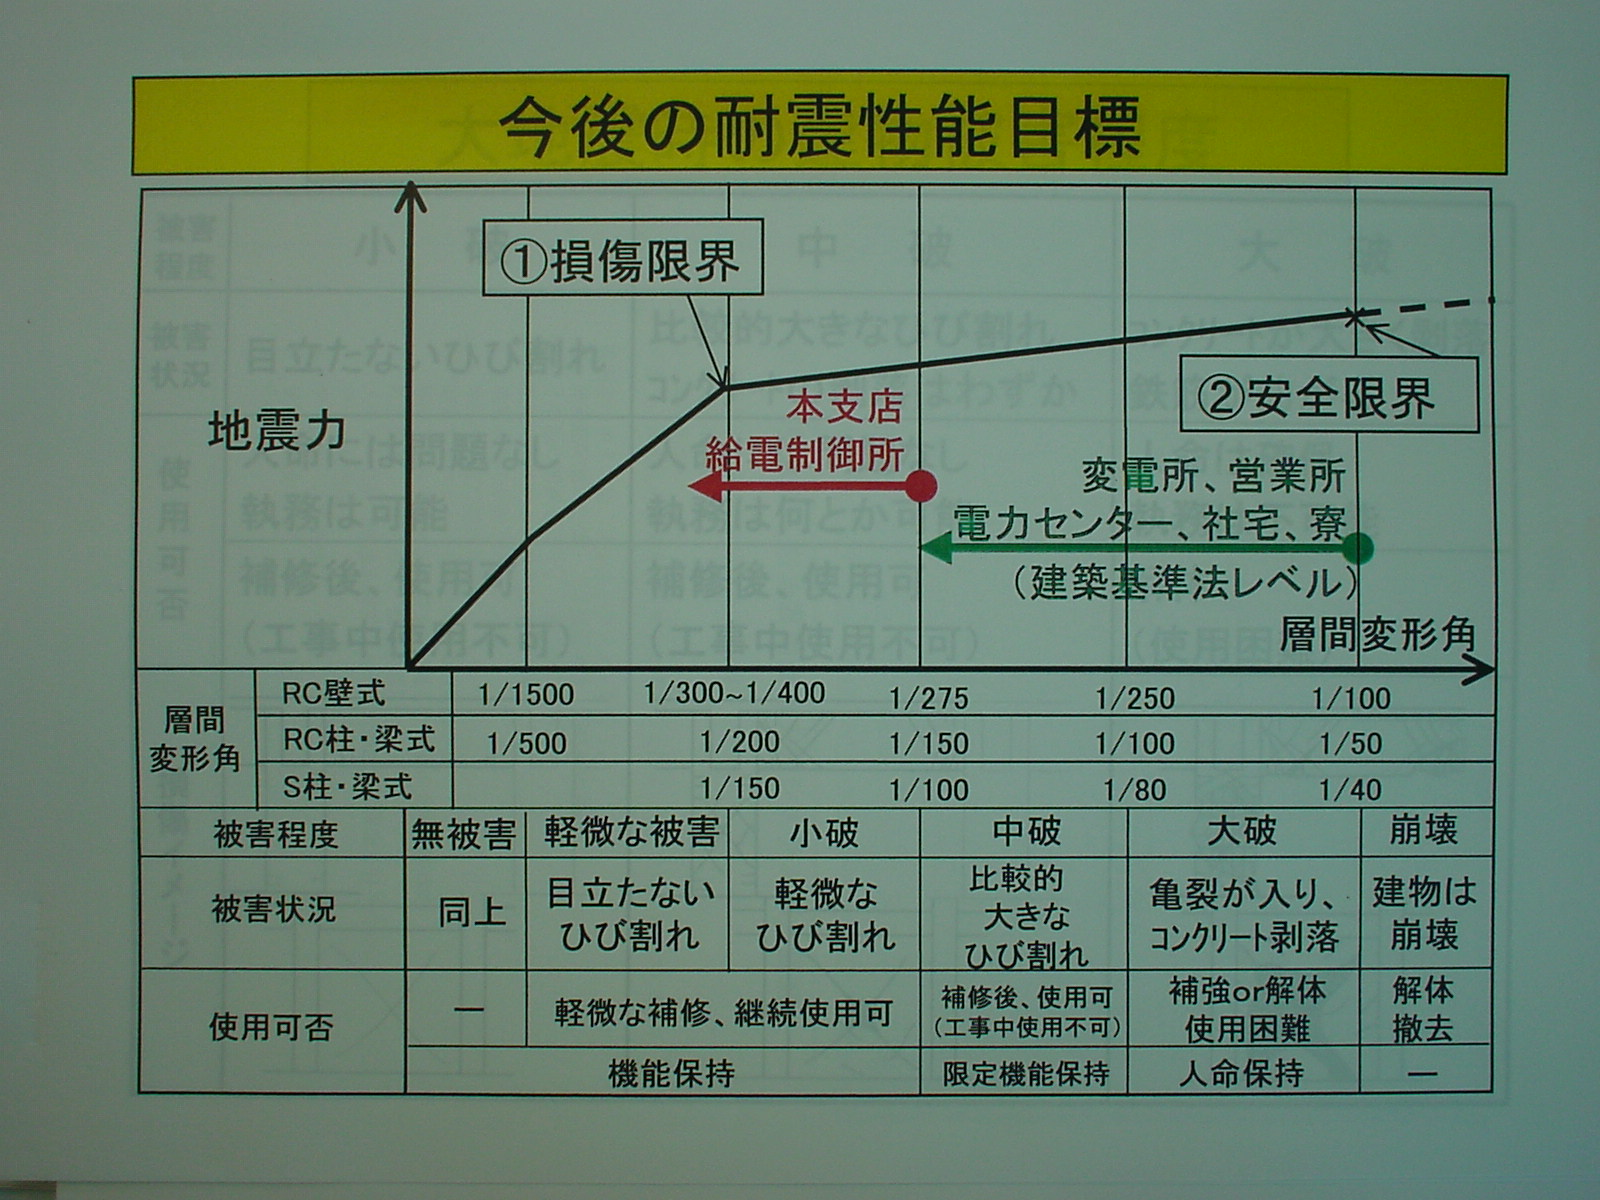 今後の耐震性能目標
①損傷限界
②安全限界
地震力
本支店
給電制御所
変電所、営業所
電力センター、社宅、寮
(建築基準法レベル)
層間変形角
層間
変形角
RC壁式 1/1500 1/300~1/400 1/275 1/250 1/100
RC柱・梁式 1/500 1/200 1/150 1/100 1/50
S柱・梁式 1/150 1/100 1/80 1/40
被害程度 無被害 軽微な被害 小破 中破 大破 崩壊
被害状況 同上
目立たない
ひび割れ
軽微な
ひび割れ
比較的
大きな
ひび割れ
亀裂が入り、
コンクリート剥落
建物は
崩壊
使用可否 ー 軽微な補修、継続使用可
補修後、使用可
(工事中使用不可)
補強or解体
使用困難
解体
撤去
機能保持 限定機能保持 人命保持 ー